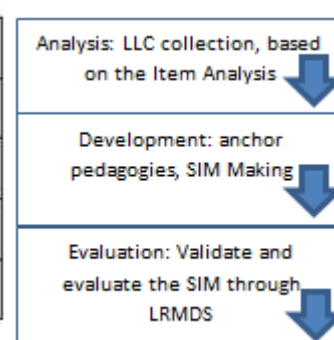 Analysis: LLC collection, based
on the Item Analysis
Development: anchor
pedagogies, SIM Making
Evaluation: Validate and
evaluate the SIM through
LRMDS